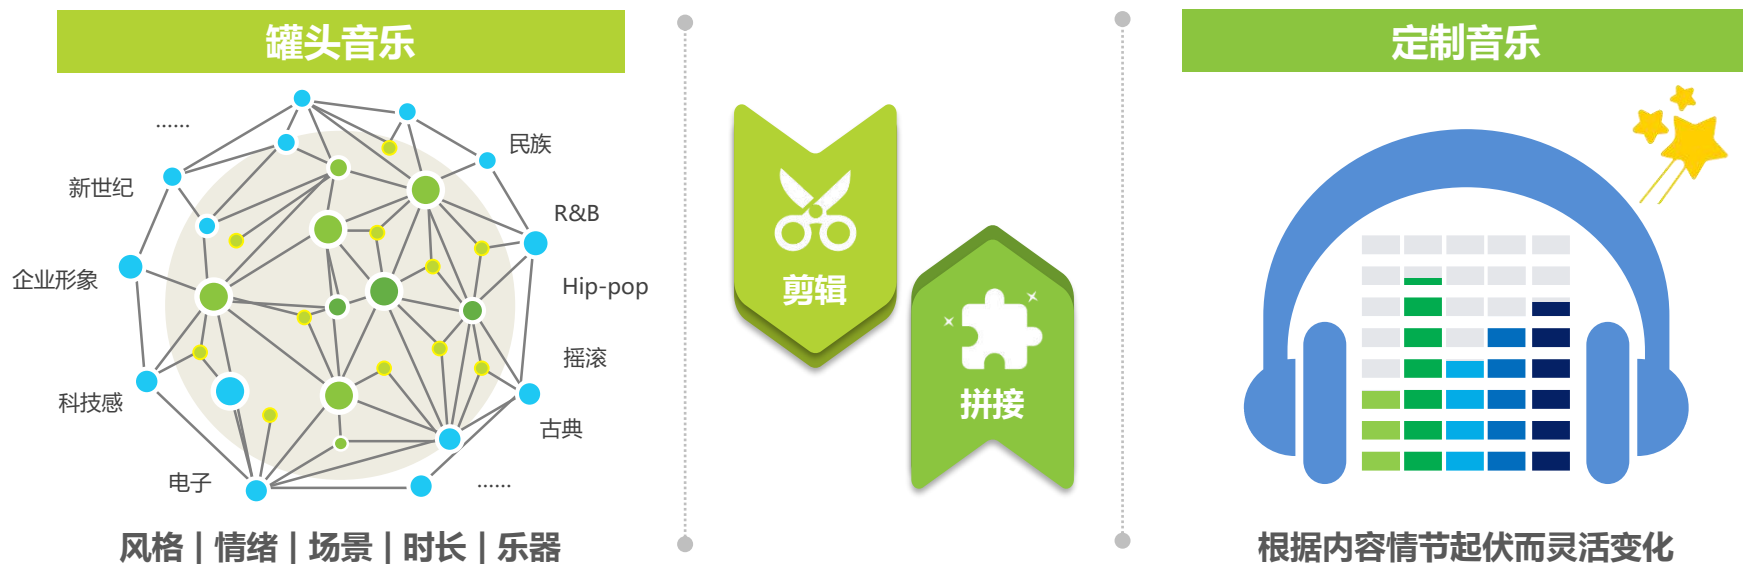 罐头音乐
……
民族
新世纪
R&B
企业形象
Hip-pop
摇滚
科技感
古典
电子
……
风格 | 情绪 | 场景 | 时长 | 乐器
剪辑
拼接
定制音乐
根据内容情节起伏而灵活变化